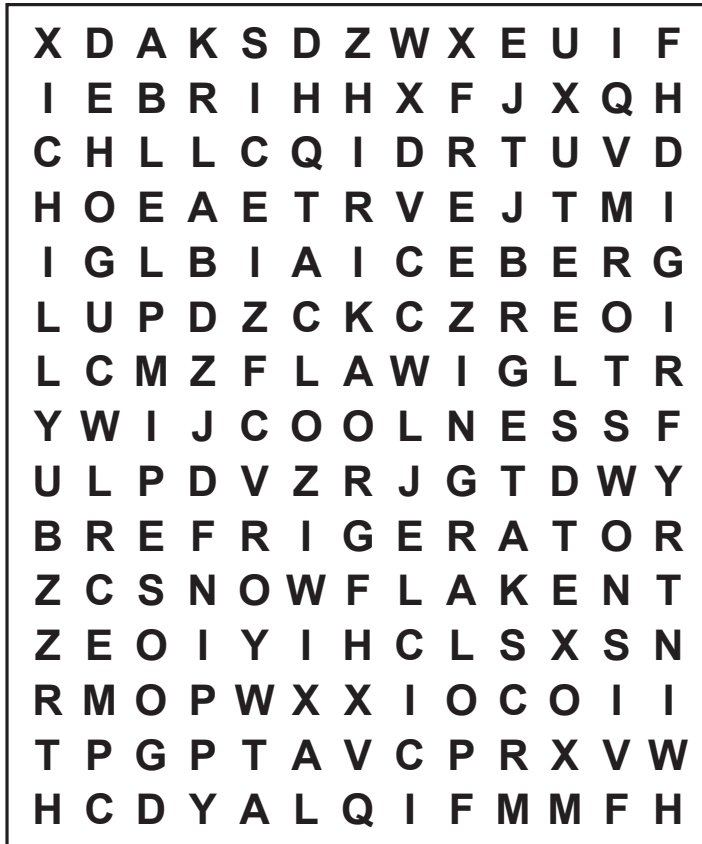 X D A K S D Z W X E U I F
I E B R I H H X F J X Q H
C H L L C Q I D R T U V D
H O E A E T R V E J T M I
I G L B I A I C E B E R G
L U P D Z C K C Z R E O I
L C M Z F L A W I G L T R
Y W I J C O O L N E S S F
U L P D V Z R J G T D W Y
B R E F R I G E R A T O R
Z C S N O W F L A K E N T
Z E O I Y I H C L S X S N
R M O P W X X I O C O I I
T P G P T A V C P R X V W
H C D Y A L Q I F M M F H